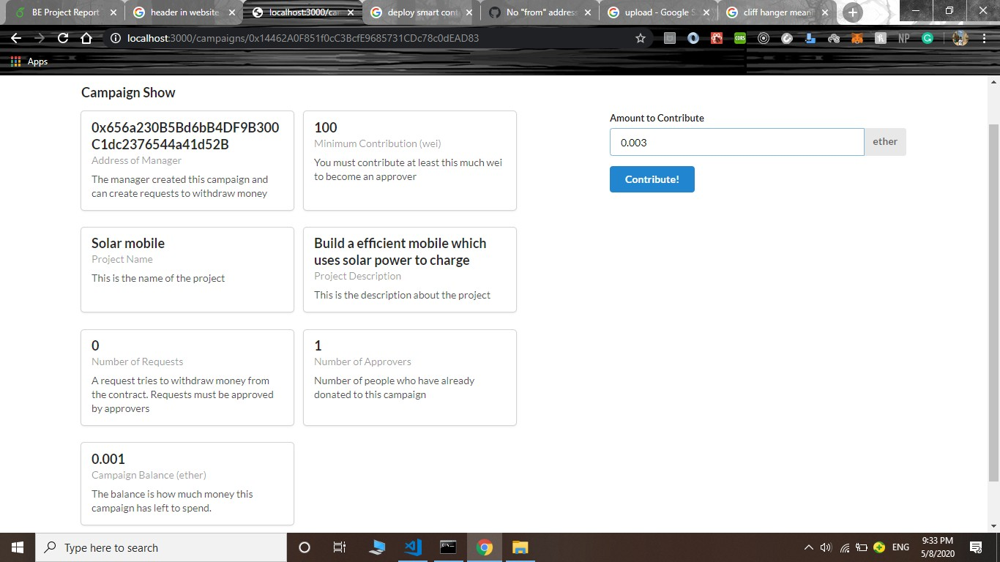 BE Project Report
header in website
localhost:3000/ca
deploy smart cont
No "from" address
upload - Google S
cliff hanger mean
localhost:3000/campaigns/0x14462A0F851f0cC3BcfE9685731CDc78c0dEAD83
CORS
NP
Apps
Campaign Show
0x656a230B5Bd6bB4DF9B300
C1dc2376544a41d52B
Address of Manager
The manager created this campaign and
can create requests to withdraw money
100
Minimum Contribution (wei)
You must contribute at least this much wei
to become an approver
Amount to Contribute
0.003
ether
Contribute!
Solar mobile
Project Name
This is the name of the project
Build a efficient mobile which
uses solar power to charge
Project Description
This is the description about the project
0
Number of Requests
A request tries to withdraw money from
the contract. Requests must be approved
by approvers
1
Number of Approvers
Number of people who have already
donated to this campaign
0.001
Campaign Balance (ether)
The balance is how much money this
campaign has left to spend.
Type here to search
ENG
9:33 PM
5/8/2020